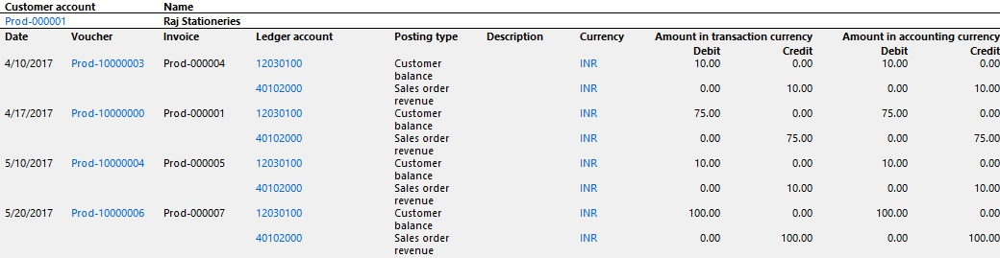 Customer account Name
Prod-000001 Raj Stationeries
Date Voucher Invoice Ledger account Posting type Description Currency Amount in transaction currency Amount in accounting currency
Debit Credit Debit Credit
4/10/2017 Prod-10000003 Prod-000004 12030100 Customer INR 10.00 0.00 10.00 0.00
balance
40102000 Sales order INR 0.00 10.00 0.00 10.00
revenue
4/17/2017 Prod-10000000 Prod-000001 12030100 Customer INR 75.00 0.00 75.00 0.00
balance
40102000 Sales order INR 0.00 75.00 0.00 75.00
revenue
5/10/2017 Prod-10000004 Prod-000005 12030100 Customer INR 10.00 0.00 10.00 0.00
balance
40102000 Sales order INR 0.00 10.00 0.00 10.00
revenue
5/20/2017 Prod-10000006 Prod-000007 12030100 Customer INR 100.00 0.00 100.00 0.00
balance
40102000 Sales order INR 0.00 100.00 0.00 100.00
revenue